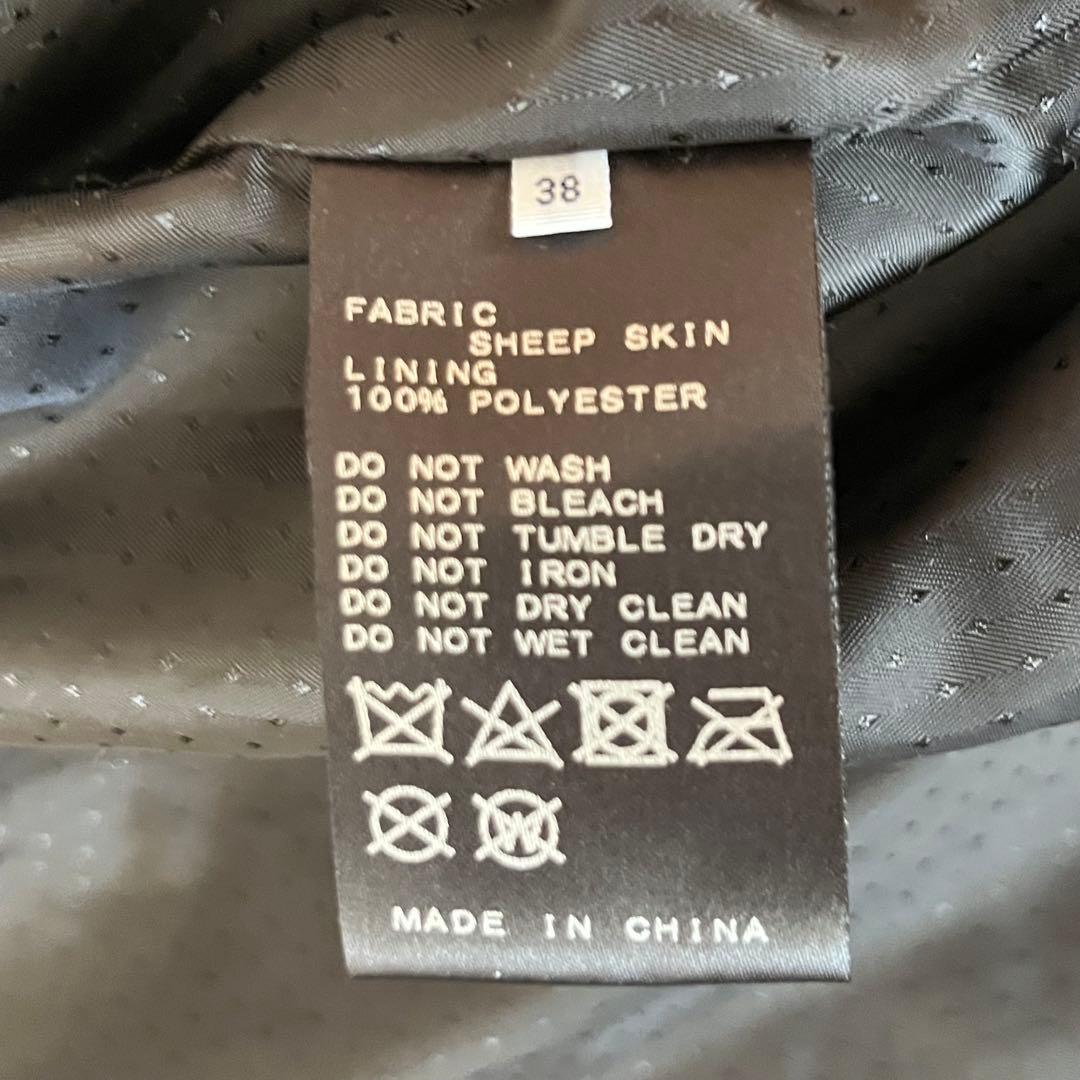 38
FABRIC
SHEEP SKIN
LINING
100% POLYESTER
DO NOT WASH
DO NOT BLEACH
DO NOT TUMBLE DRY
DO NOT IRON
DO NOT DRY CLEAN
DO NOT WET CLEAN
W
MADE IN CHINA